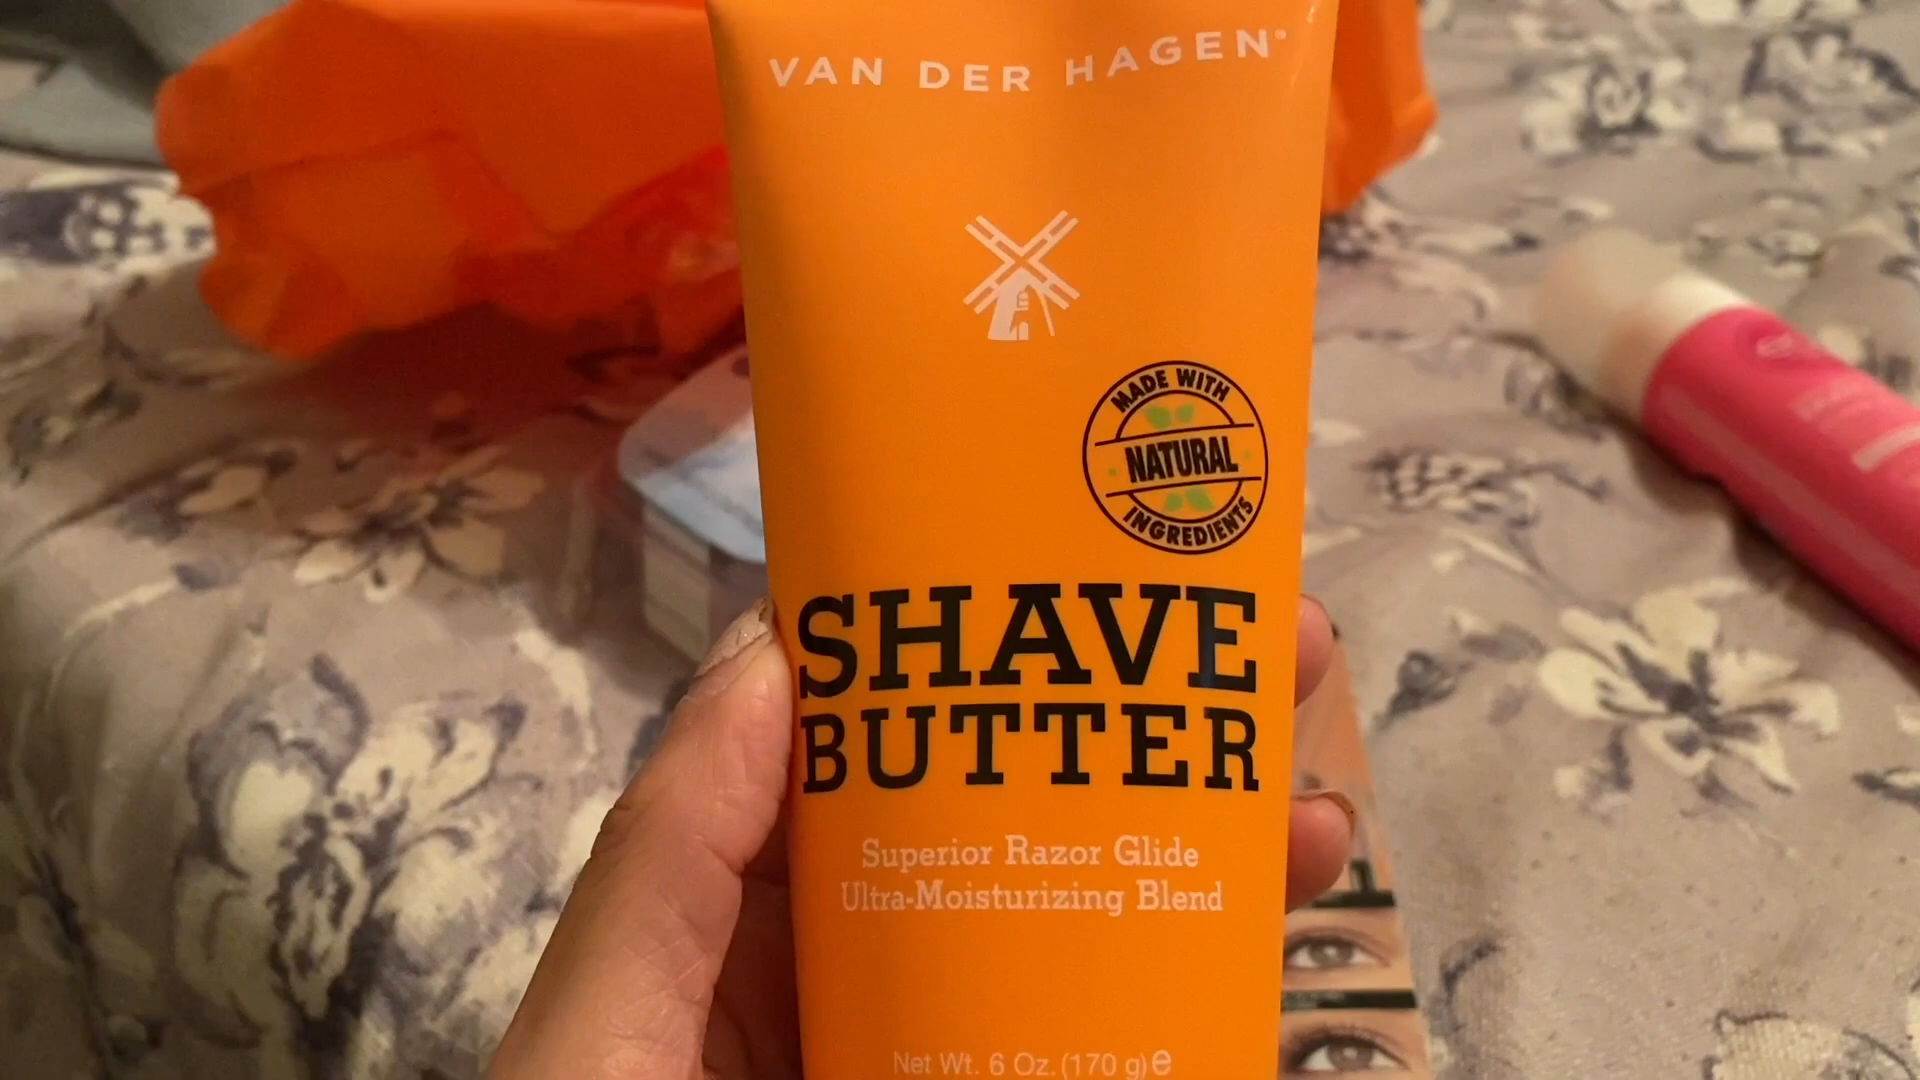 VAN DER HAGEN®
MADE WITH
NATURAL
INGREDIENTS
SHAVE
BUTTER
Superior Razor Glide
Ultra-Moisturizing Blend
Net Wt. 6 Oz. (170 g) e